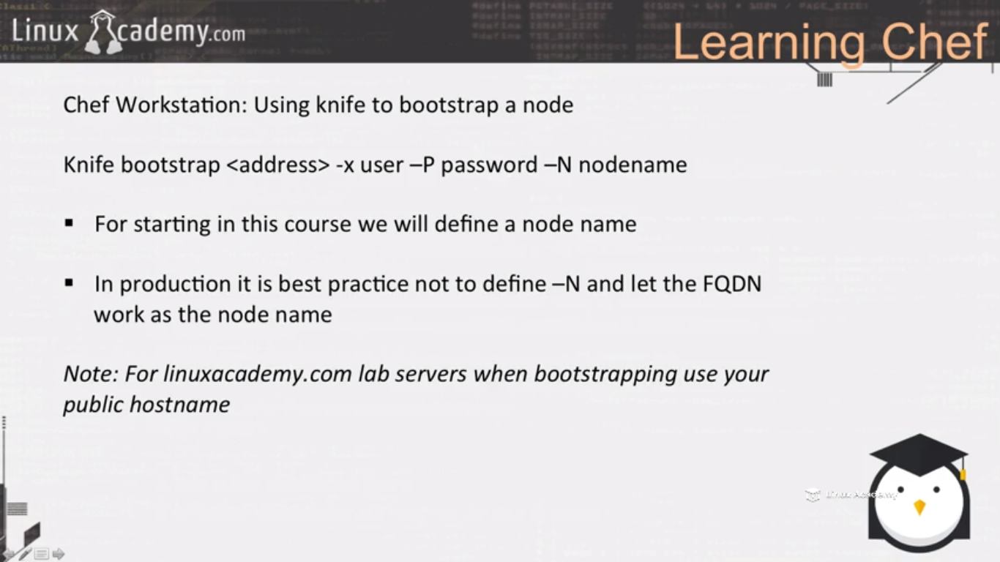 Linux Academy.com
Learning Chef
Chef Workstation: Using knife to bootstrap a node
Knife bootstrap <address> -x user –P password –N nodename
▪ For starting in this course we will define a node name
▪ In production it is best practice not to define –N and let the FQDN
work as the node name
Note: For linuxacademy.com lab servers when bootstrapping use your
public hostname
Linux Academy